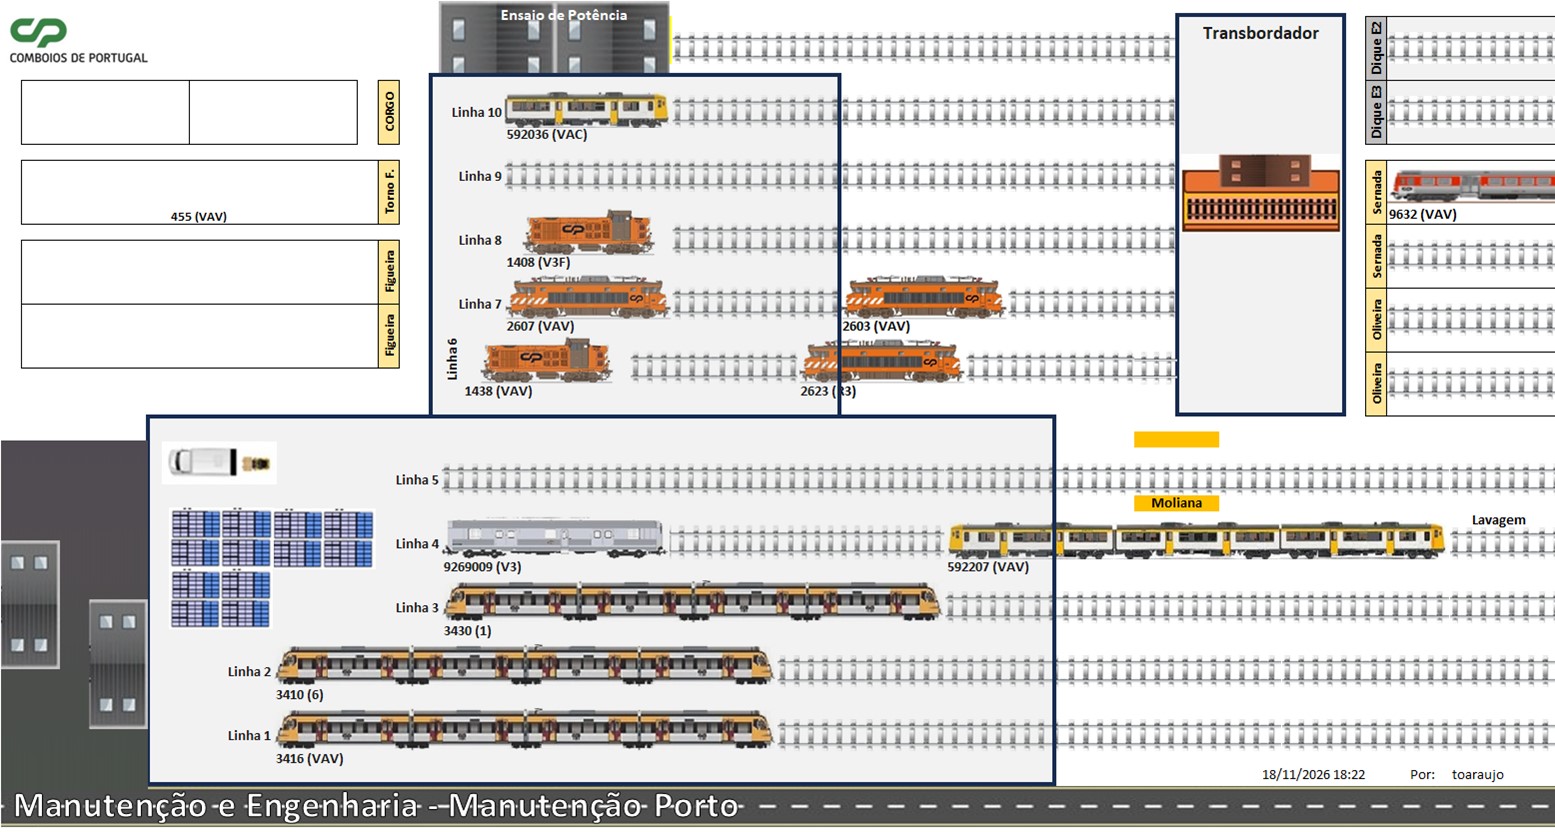 CP
COMBOIOS DE PORTUGAL
Ensaio de Potência
Transbordador
Dique E2
Dique E3
CORGO
Linha 10
592036 (VAC)
Torno F.
455 (VAV)
Linha 9
Sernada
9632 (VAV)
Linha 8
1408 (V3F)
Sernada
Figueira
Linha 7
2607 (VAV)
2603 (VAV)
Oliveira
Figueira
Linha 6
1438 (VAV)
2623 (R3)
Oliveira
Linha 5
Moliana
Lavagem
Linha 4
9269009 (V3)
592207 (VAV)
Linha 3
3430 (1)
Linha 2
3410 (6)
Linha 1
3416 (VAV)
18/11/2026 18:22 Por: toaraujo
Manutenção e Engenharia - Manutenção Porto